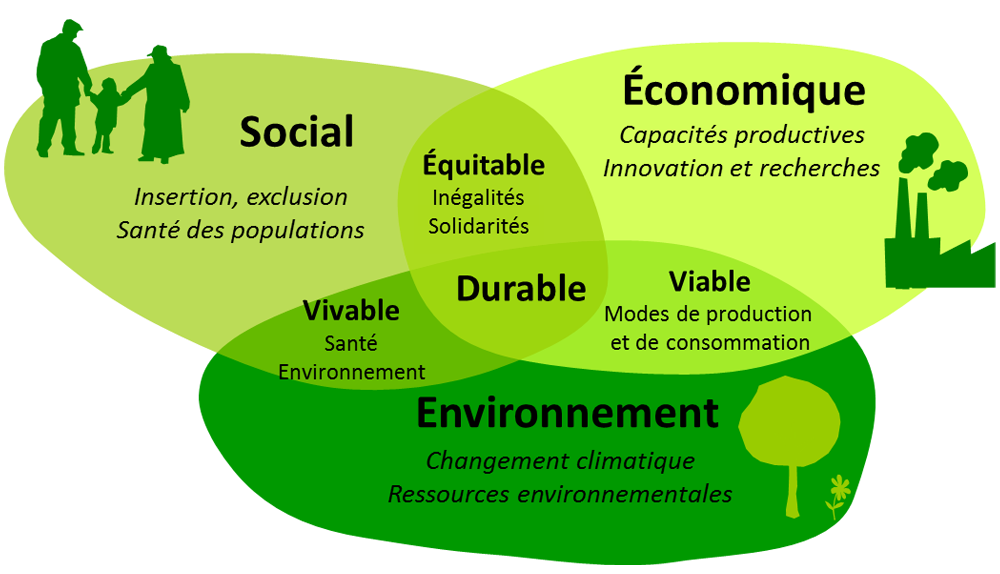 Social
Insertion, exclusion
Santé des populations
Économique
Capacités productives
Innovation et recherches
Équitable
Inégalités
Solidarités
Durable
Vivable
Santé
Environnement
Viable
Modes de production
et de consommation
Environnement
Changement climatique
Ressources environnementales